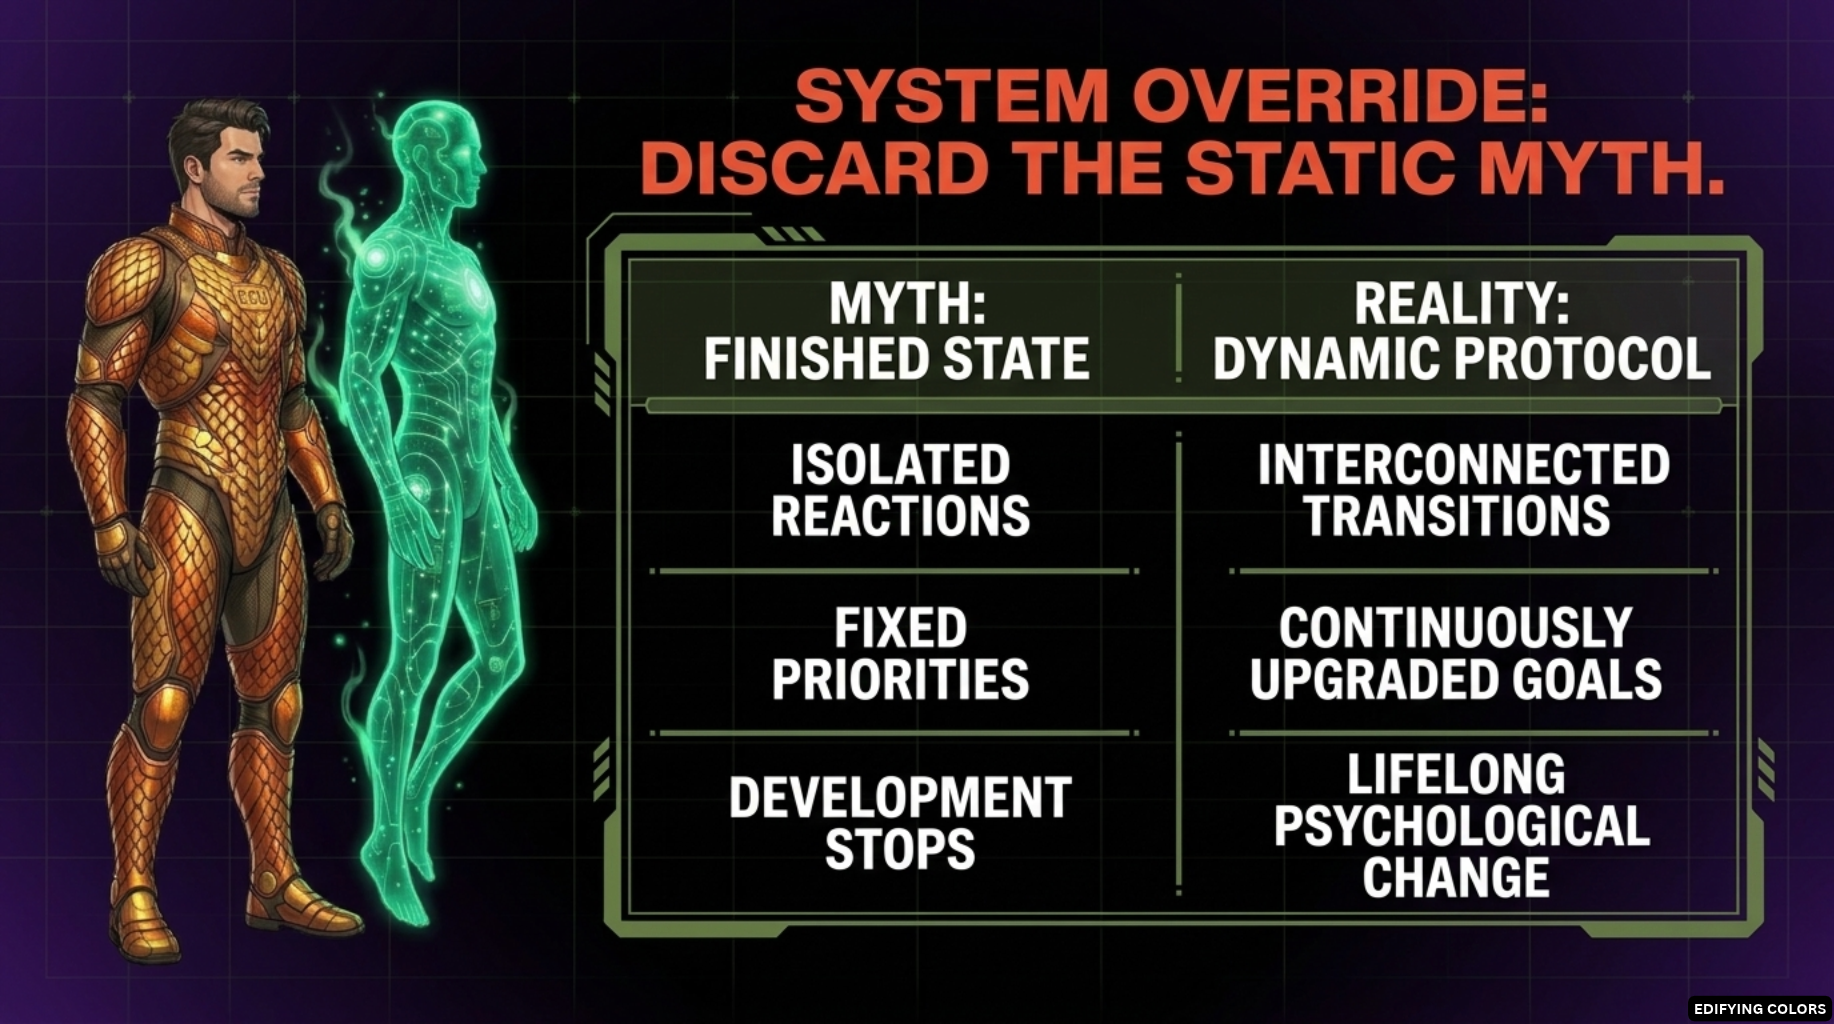 SYSTEM OVERRIDE:
DISCARD THE STATIC MYTH.
MYTH:
FINISHED STATE
REALITY:
DYNAMIC PROTOCOL
ISOLATED
REACTIONS
INTERCONNECTED
TRANSITIONS
FIXED
PRIORITIES
CONTINUOUSLY
UPGRADED GOALS
DEVELOPMENT
STOPS
LIFELONG
PSYCHOLOGICAL
CHANGE
EDIFYING COLORS